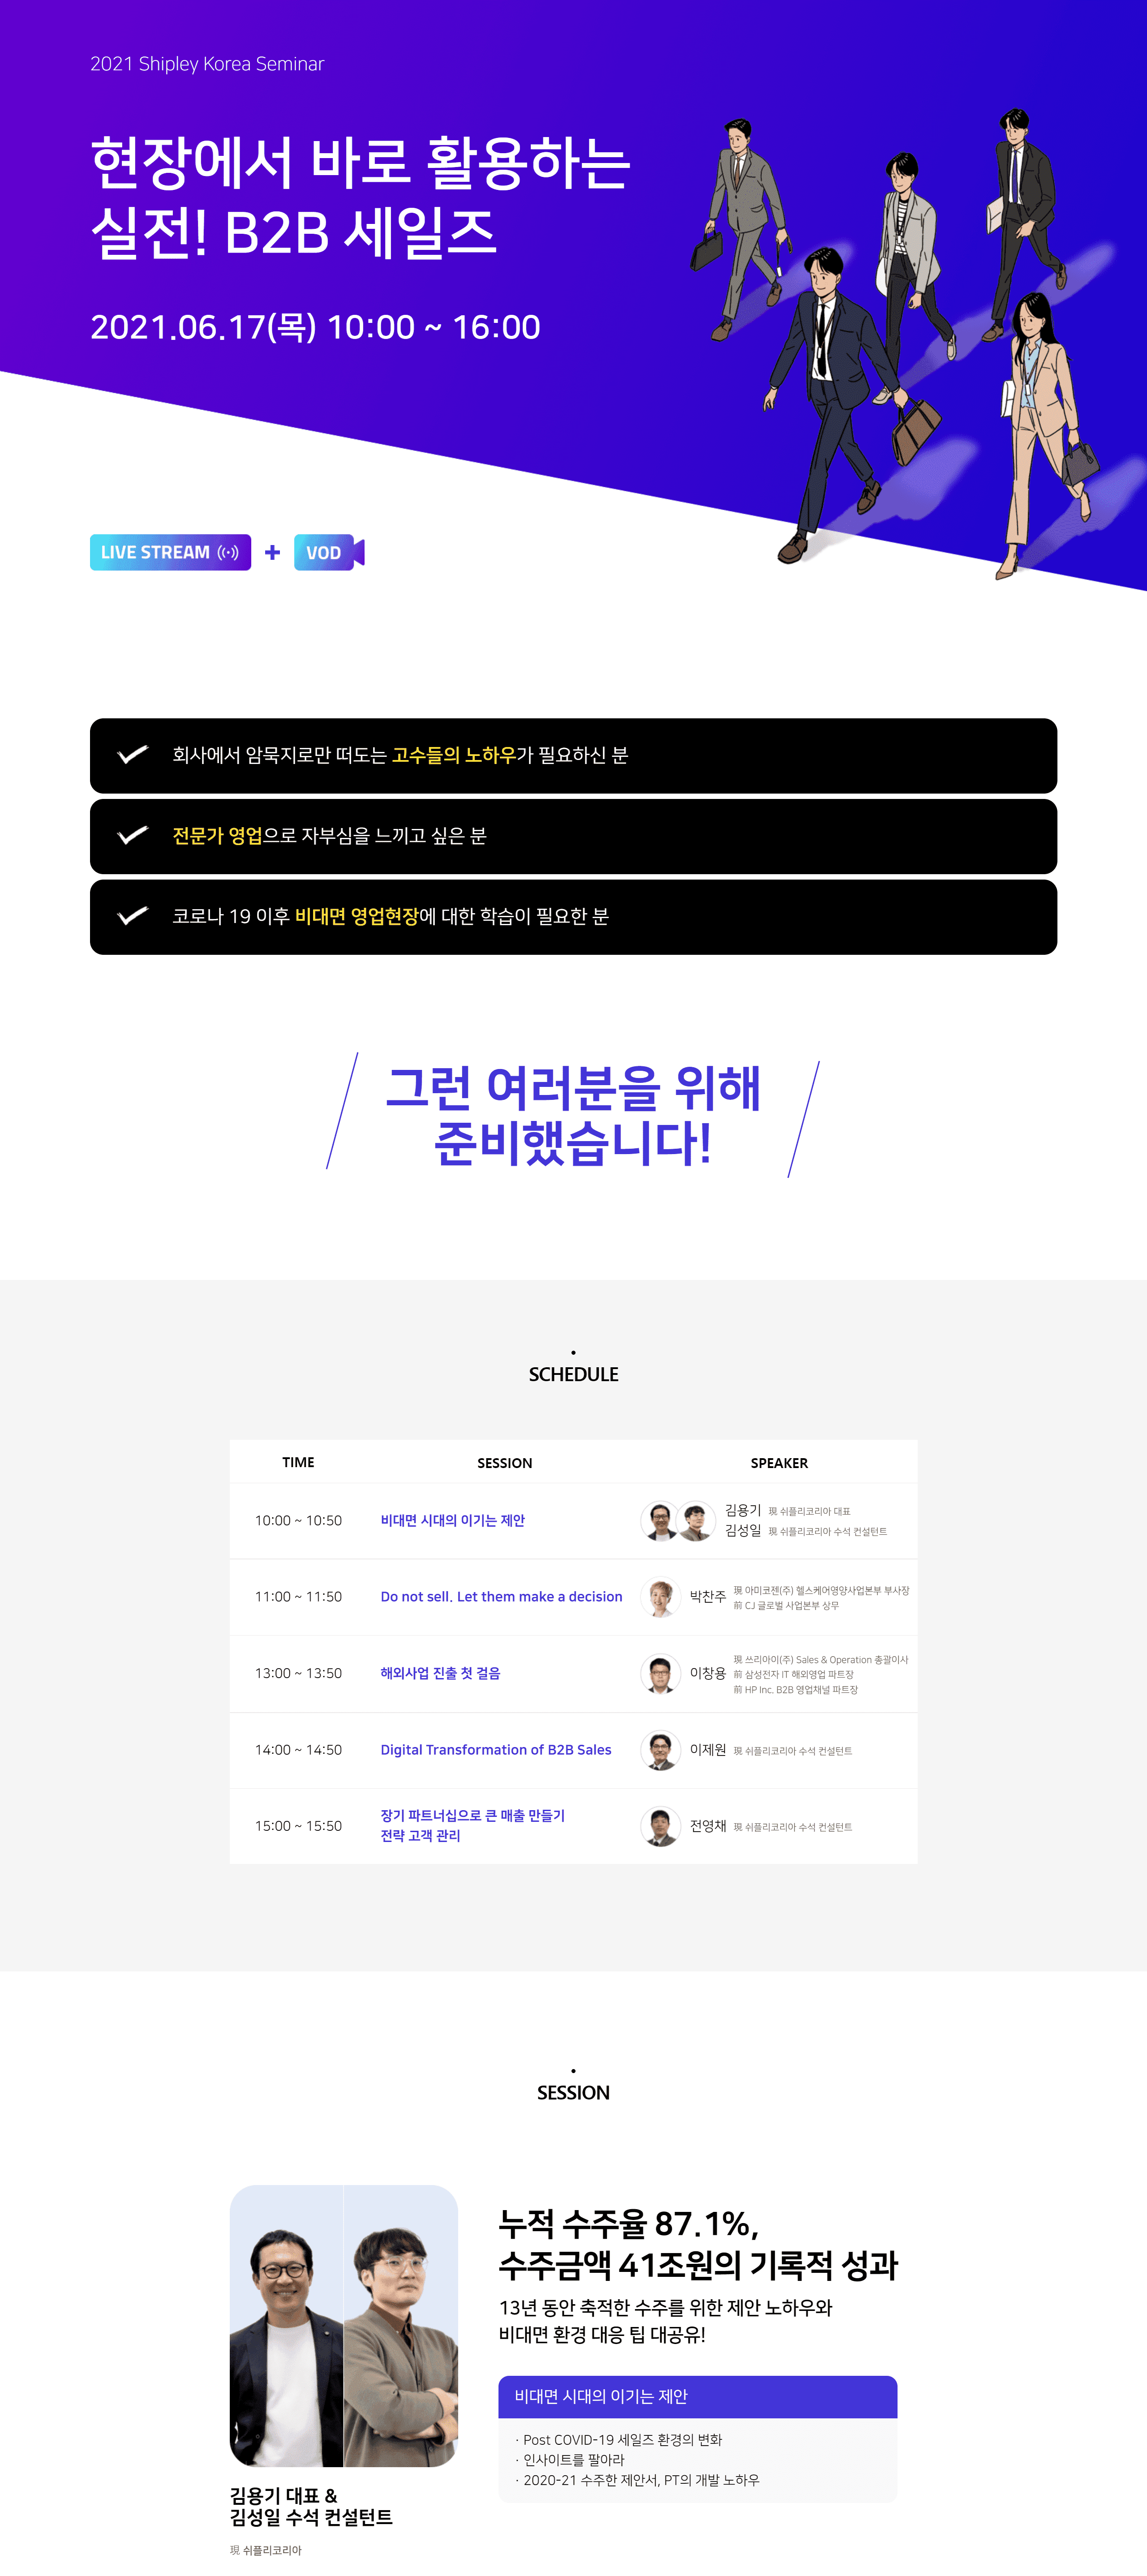 2021 Shipley Korea Seminar
현장에서 바로 활용하는
실전! B2B 세일즈
2021.06.17(목) 10:00 ~ 16:00
LIVE STREAM + VOD
회사에서 암묵지로만 떠도는 고수들의 노하우가 필요하신 분
전문가 영업으로 자부심을 느끼고 싶은 분
코로나 19 이후 비대면 영업현장에 대한 학습이 필요한 분
그런 여러분을 위해
준비했습니다!
SCHEDULE
TIME SESSION SPEAKER
10:00 ~ 10:50 비대면 시대의 이기는 제안
김용기 現 쉬플리코리아 대표
김성일 現 쉬플리코리아 수석 컨설턴트
11:00 ~ 11:50 Do not sell. Let them make a decision 박찬주
現 아미코젠(주) 헬스케어영양사업본부 부사장
前 CJ 글로벌 사업본부 상무
13:00 ~ 13:50 해외사업 진출 첫 걸음 이창용
現 쓰리아이(주) Sales & Operation 총괄이사
前 삼성전자 IT 해외영업 파트장
前 HP Inc. B2B 영업채널 파트장
14:00 ~ 14:50 Digital Transformation of B2B Sales 이제원 現 쉬플리코리아 수석 컨설턴트
15:00 ~ 15:50 장기 파트너십으로 큰 매출 만들기
전략 고객 관리
전영채 現 쉬플리코리아 수석 컨설턴트
SESSION
누적 수주율 87.1%,
수주금액 41조원의 기록적 성과
13년 동안 축적한 수주를 위한 제안 노하우와
비대면 환경 대응 팁 대공유!
비대면 시대의 이기는 제안
· Post COVID-19 세일즈 환경의 변화
· 인사이트를 팔아라
· 2020-21 수주한 제안서, PT의 개발 노하우
김용기 대표 &
김성일 수석 컨설턴트
現 쉬플리코리아